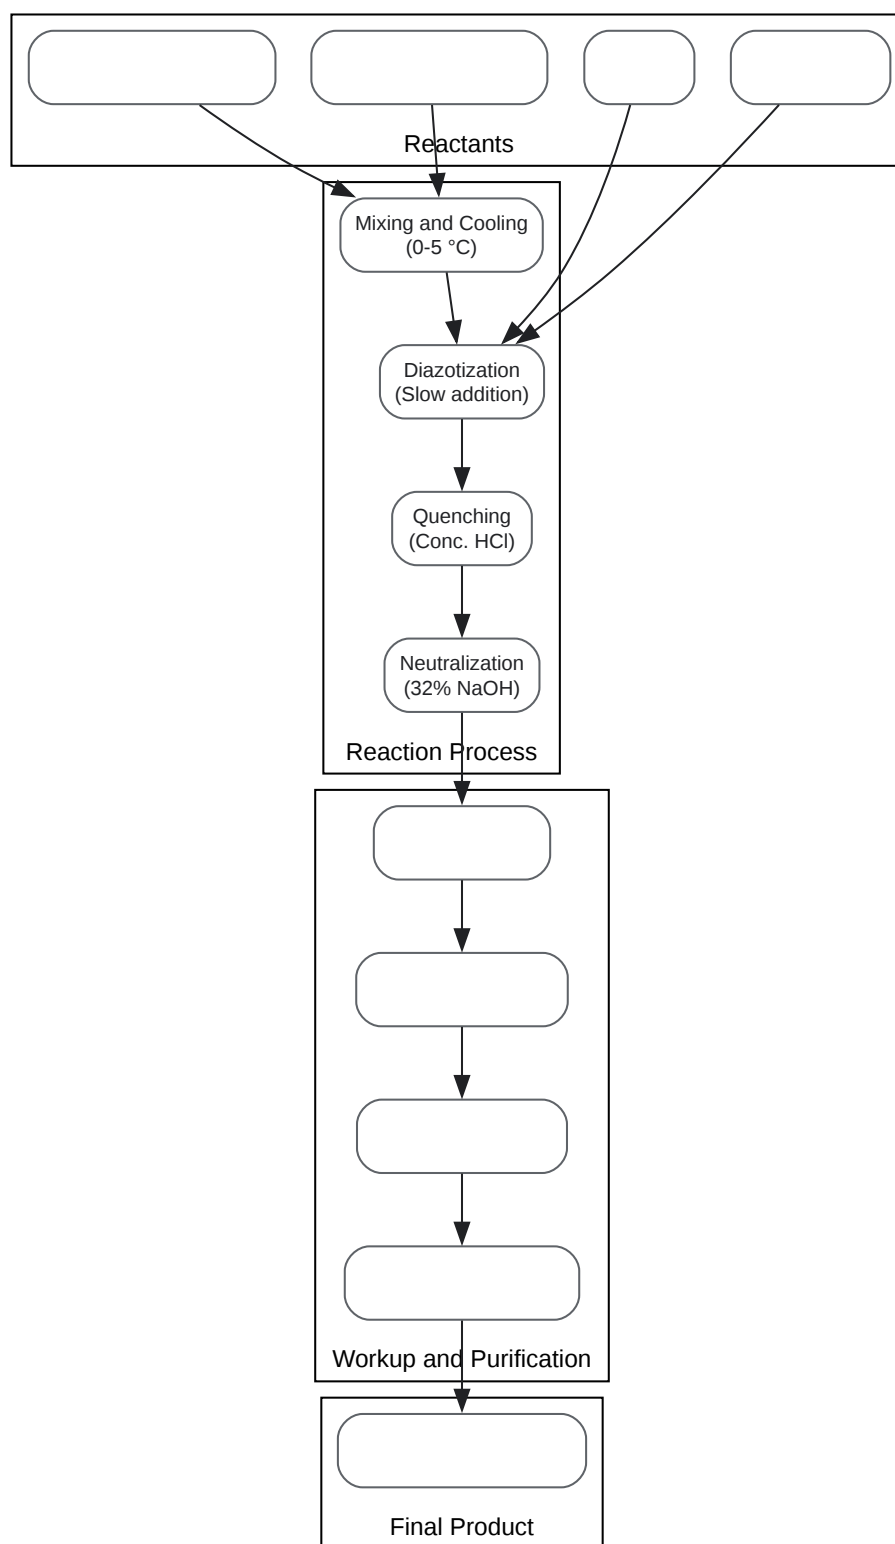 Reactants
Mixing and Cooling
(0-5 °C)
Diazotization
(Slow addition)
Quenching
(Conc. HCl)
Neutralization
(32% NaOH)
Reaction Process
Workup and Purification
Final Product